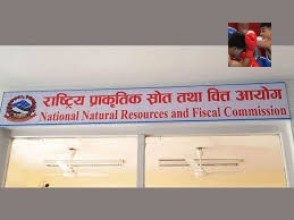 राष्ट्रिय प्राकृतिक स्रोत तथा वित्त आयोग
National Natural Resources and Fiscal Commission